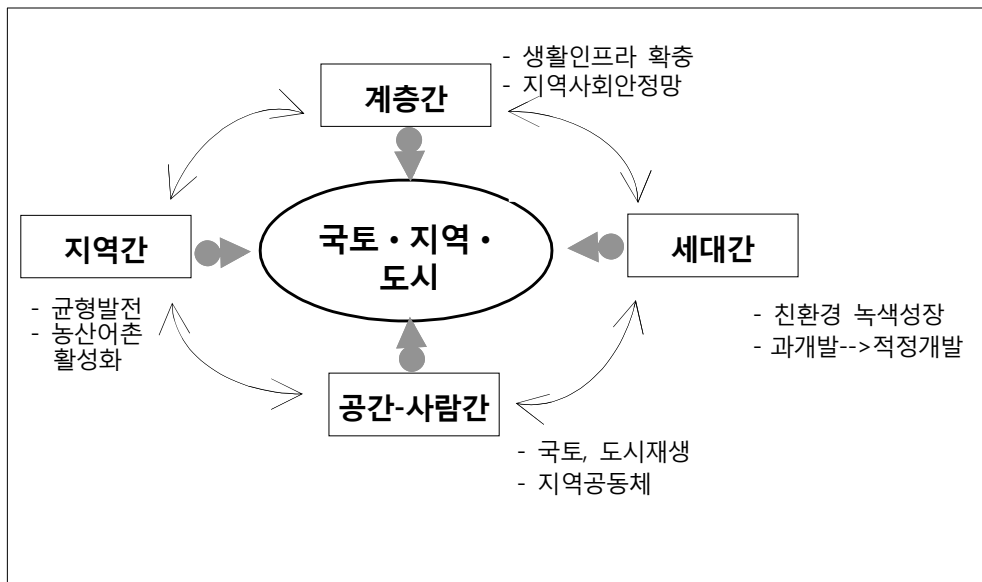 - 생활인프라 확충
- 지역사회안정망
계층간
지역간
국토・지역・
도시
세대간
- 균형발전
- 농산어촌
활성화
- 친환경 녹색성장
- 과개발-->적정개발
공간-사람간
- 국토, 도시재생
- 지역공동체